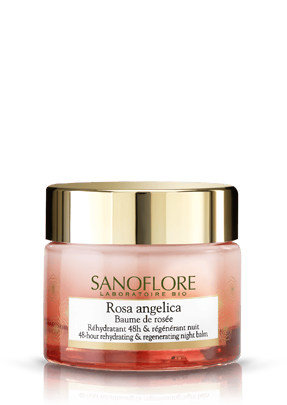 SANOFLORE
LABORATOIRE BIO
Rosa angelica
Baume de rosée
Réhydratant 48h & régénérant nuit
48-hour rehydrating & regenerating night balm